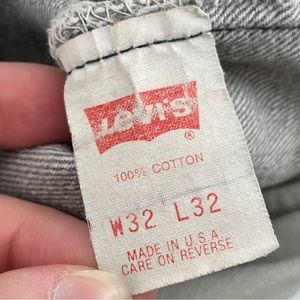 LEVI'S
®
100% COTTON
W32 L32
MADE IN U.S.A.
CARE ON REVERSE